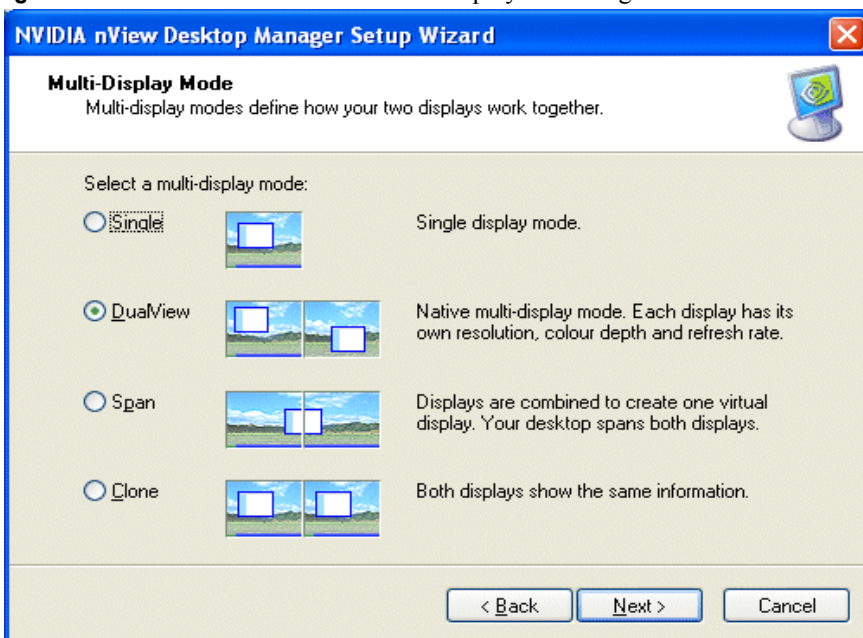 NVIDIA nView Desktop Manager Setup Wizard
Multi-Display Mode
Multi-display modes define how your two displays work together.
Select a multi-display mode:
Single
Single display mode.
DualView
Native multi-display mode. Each display has its
own resolution, colour depth and refresh rate.
Span
Displays are combined to create one virtual
display. Your desktop spans both displays.
Clone
Both displays show the same information.
< Back
Next >
Cancel